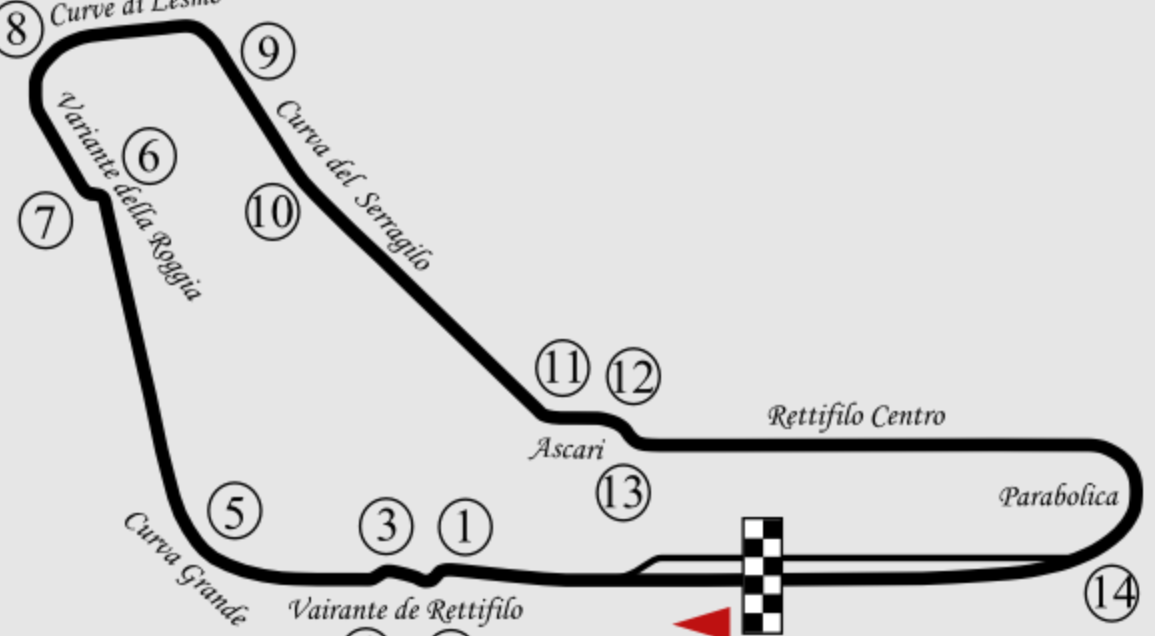 Curve di Lesmo
8
9
Curva del Serragilo
Variante della Roggia
6
7
10
11
12
Rettifilo Centro
Ascari
13
Parabolica
5
3
1
Curva Grande
14
Vairante de Rettifilo